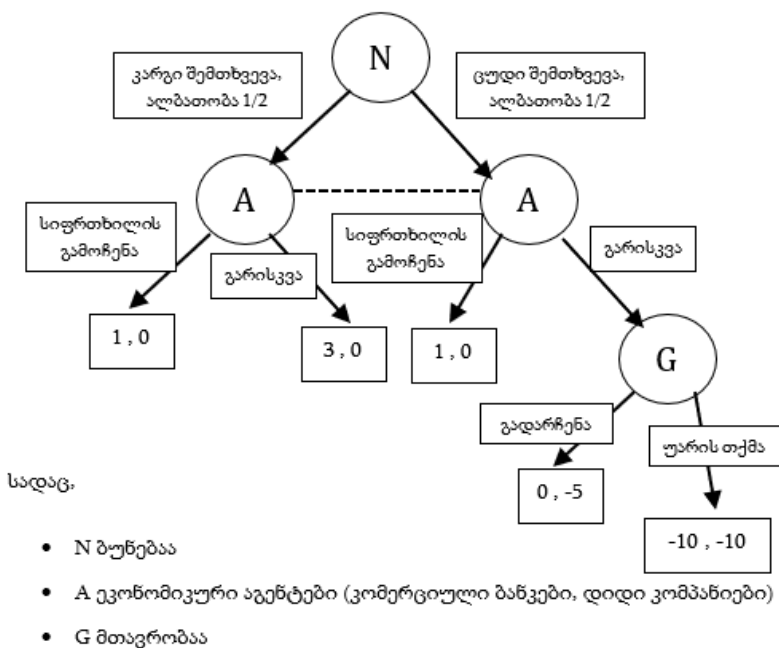 N
კარგი შემთხვევა,
ალბათობა 1/2
ცუდი შემთხვევა,
ალბათობა 1/2
A
A
სიფრთხილის
გამოჩენა
გარისკვა
სიფრთხილის
გამოჩენა
გარისკვა
1 , 0
3 , 0
1 , 0
G
გადარჩენა
უარის თქმა
0 , -5
-10 , -10
სადაც,
• N ბუნებაა
• A ეკონომიკური აგენტები (კომერციული ბანკები, დიდი კომპანიები)
• G მთავრობაა